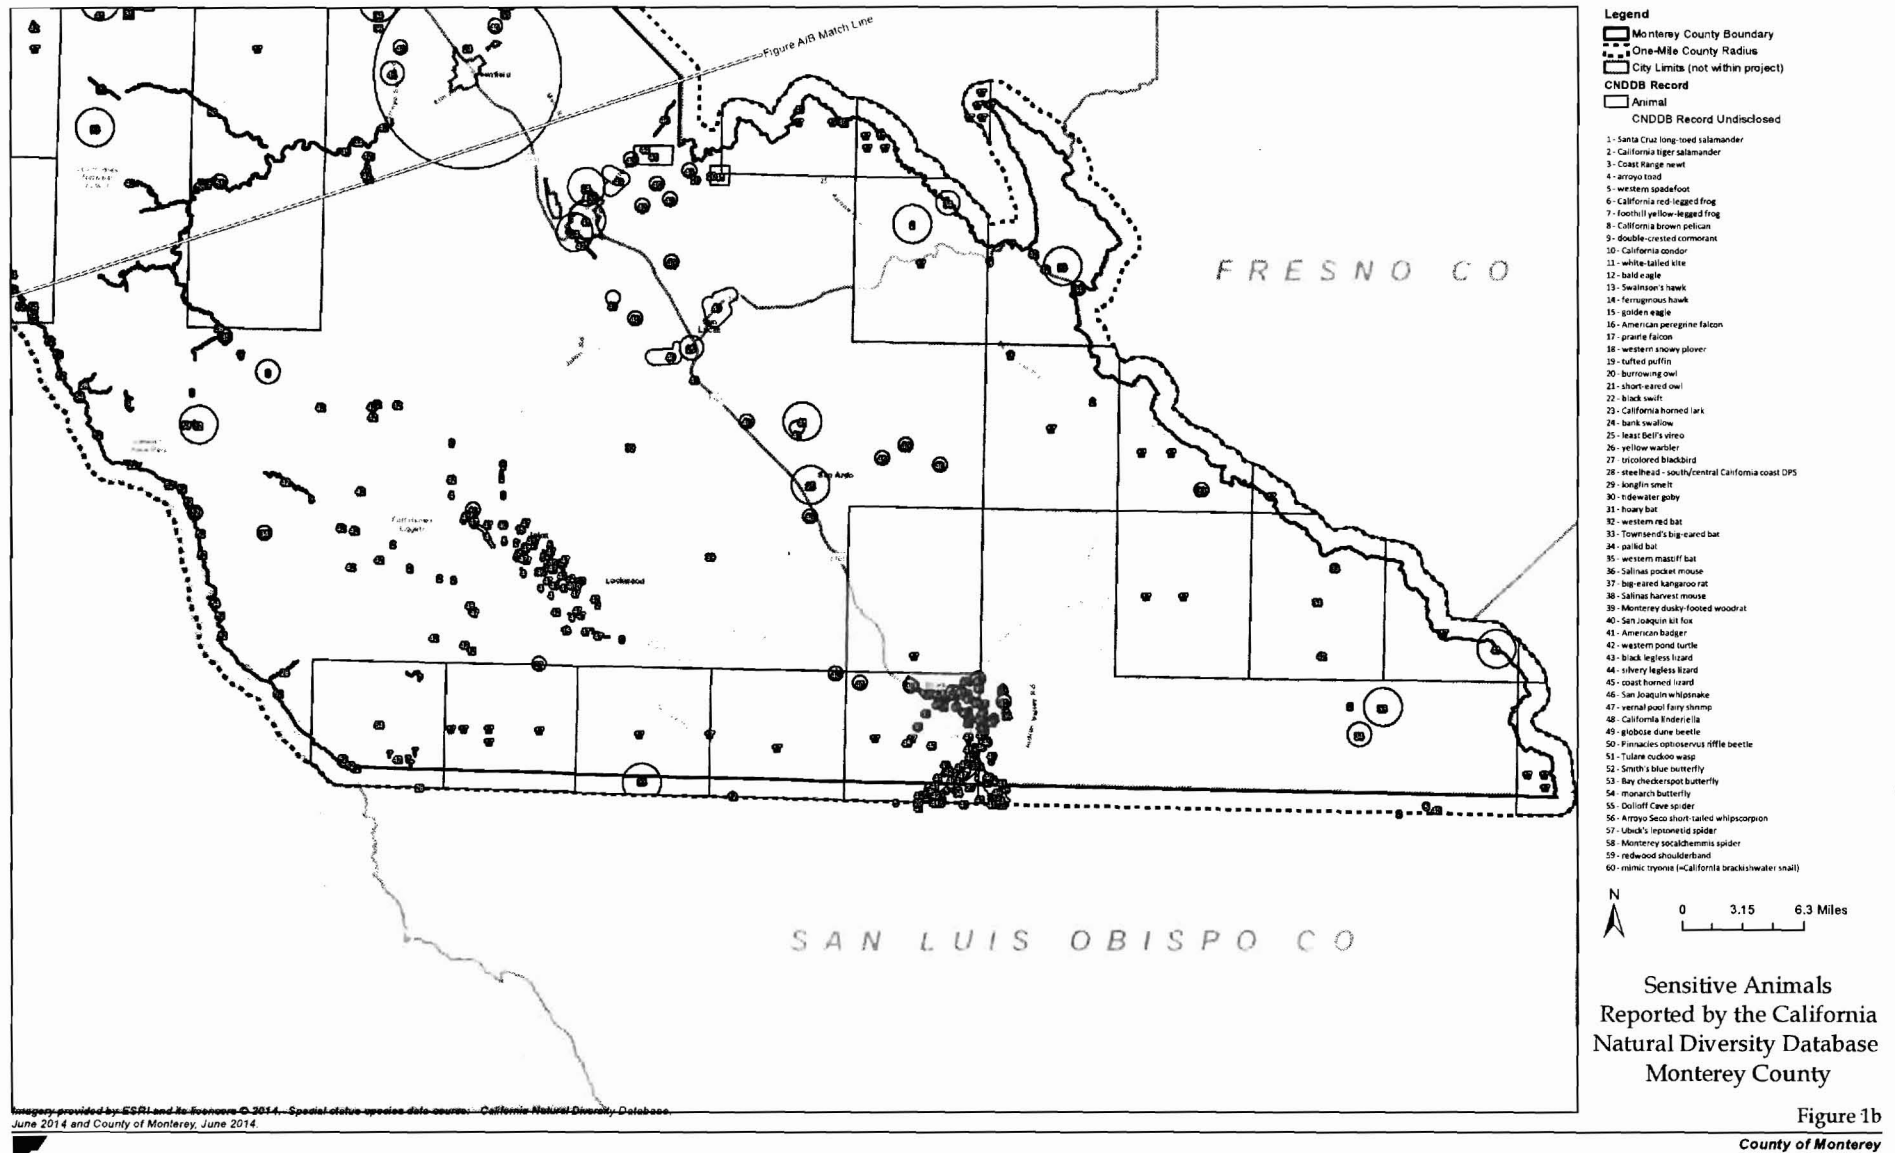 Figure A/B Match Line
FRESNO CO
San Ardo
Lockwood
SAN LUIS OBISPO CO
Legend
Monterey County Boundary
One-Mile County Radius
City Limits (not within project)
CNDDB Record
Animal
CNDDB Record Undisclosed
1 - Santa Cruz long-toed salamander
2 - California tiger salamander
3 - Coast Range newt
4 - arroyo toad
5 - western spadefoot
6 - California red-legged frog
7 - foothill yellow-legged frog
8 - California brown pelican
9 - double-crested cormorant
10 - California condor
11 - white-tailed kite
12 - bald eagle
13 - Swainson's hawk
14 - ferruginous hawk
15 - golden eagle
16 - American peregrine falcon
17 - prairie falcon
18 - western snowy plover
19 - tufted puffin
20 - burrowing owl
21 - short-eared owl
22 - black swift
23 - California horned lark
24 - bank swallow
25 - least Bell's vireo
26 - yellow warbler
27 - tricolored blackbird
28 - steelhead - south/central California coast DPS
29 - longfin smelt
30 - tidewater goby
31 - hoary bat
32 - western red bat
33 - Townsend's big-eared bat
34 - pallid bat
35 - western mastiff bat
36 - Salinas pocket mouse
37 - big-eared kangaroo rat
38 - Salinas harvest mouse
39 - Monterey dusky-footed woodrat
40 - San Joaquin kit fox
41 - American badger
42 - western pond turtle
43 - black legless lizard
44 - silvery legless lizard
45 - coast horned lizard
46 - San Joaquin whipsnake
47 - vernal pool fairy shrimp
48 - California linderiella
49 - globose dune beetle
50 - Pinnacles optioservus riffle beetle
51 - Tulare cuckoo wasp
52 - Smith's blue butterfly
53 - Bay checkerspot butterfly
54 - monarch butterfly
55 - Dolloff Cave spider
56 - Arroyo Seco short-tailed whipscorpion
57 - Ubick's leptonetid spider
58 - Monterey socalchemmis spider
59 - redwood shoulderband
60 - mimic tryonia (=California brackishwater snail)
N
0 3.15 6.3 Miles
Sensitive Animals
Reported by the California
Natural Diversity Database
Monterey County
Imagery provided by ESRI and its licensors © 2014. Special status species data source: California Natural Diversity Database,
June 2014 and County of Monterey, June 2014.
Figure 1b
County of Monterey